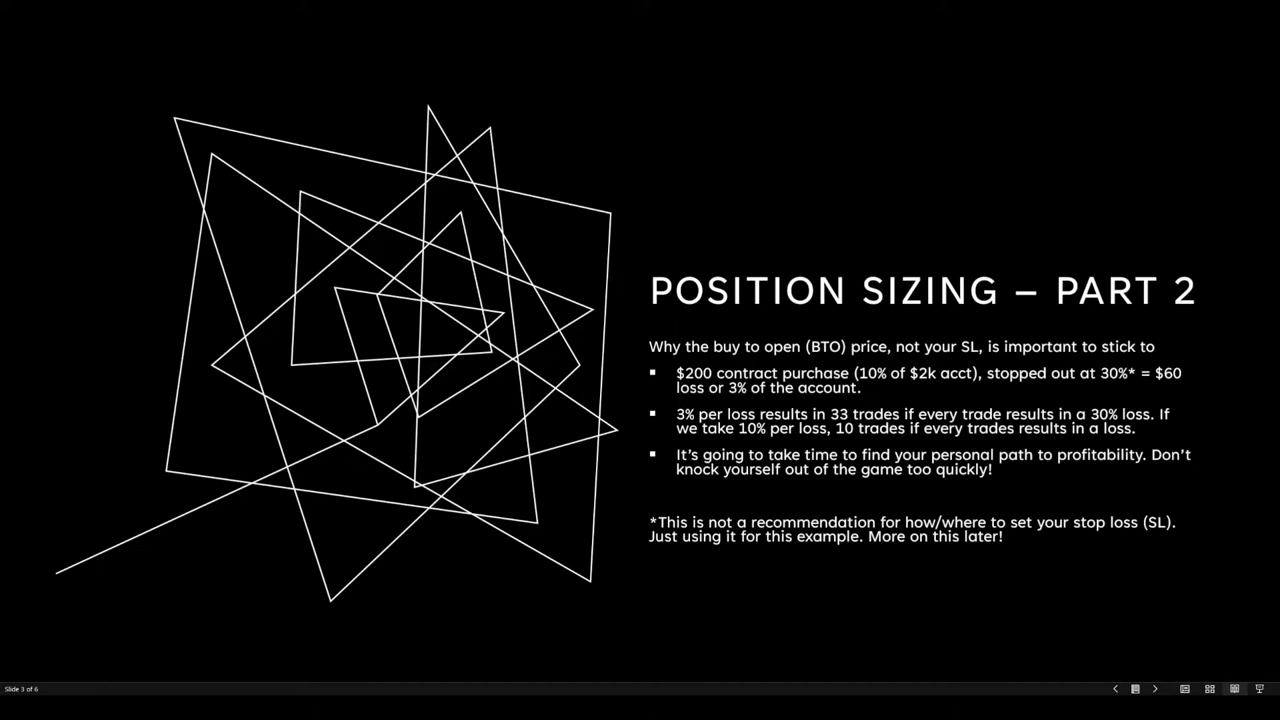 POSITION SIZING – PART 2
Why the buy to open (BTO) price, not your SL, is important to stick to
▪ $200 contract purchase (10% of $2k acct), stopped out at 30%* = $60
loss or 3% of the account.
▪ 3% per loss results in 33 trades if every trade results in a 30% loss. If
we take 10% per loss, 10 trades if every trades results in a loss.
▪ It's going to take time to find your personal path to profitability. Don't
knock yourself out of the game too quickly!
*This is not a recommendation for how/where to set your stop loss (SL).
Just using it for this example. More on this later!
Slide 3 of 6